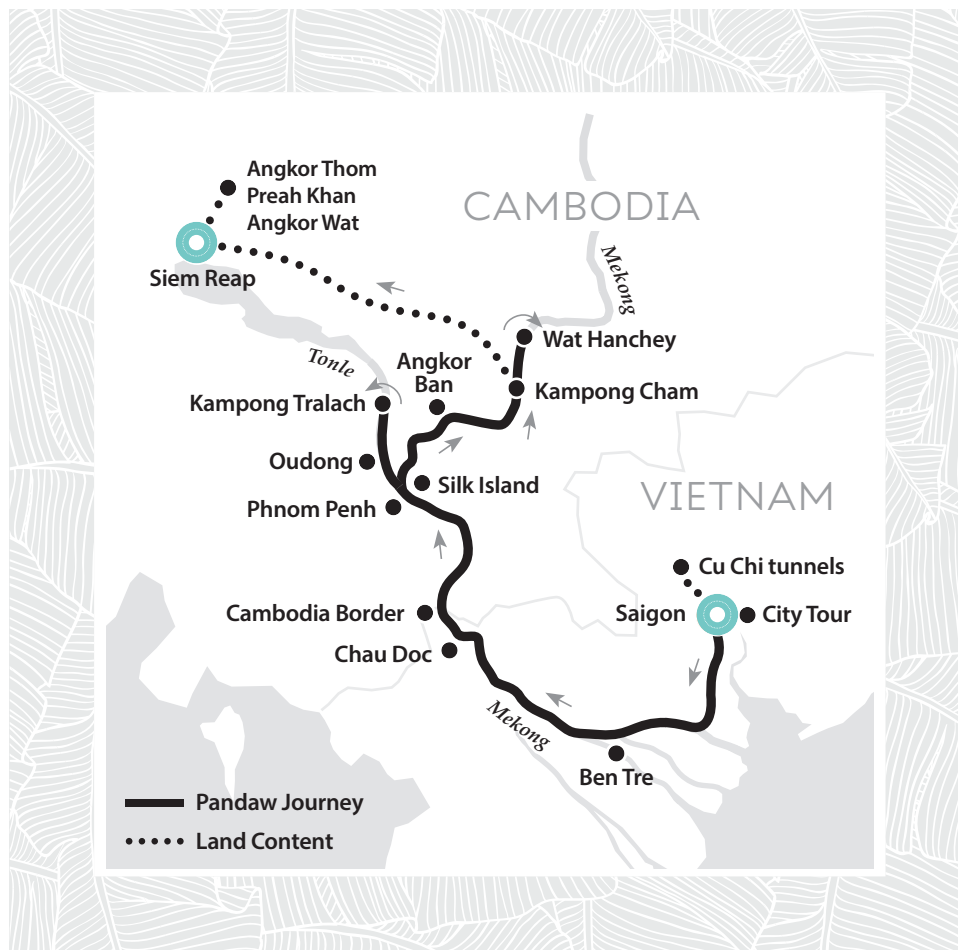 Angkor Thom
Preah Khan
Angkor Wat
CAMBODIA
Siem Reap
Mekong
Wat Hanchey
Tonle
Angkor
Ban
Kampong Cham
Kampong Tralach
Oudong
Silk Island
VIETNAM
Phnom Penh
Cu Chi tunnels
Cambodia Border
Saigon
City Tour
Chau Doc
Mekong
Ben Tre
Pandaw Journey
Land Content